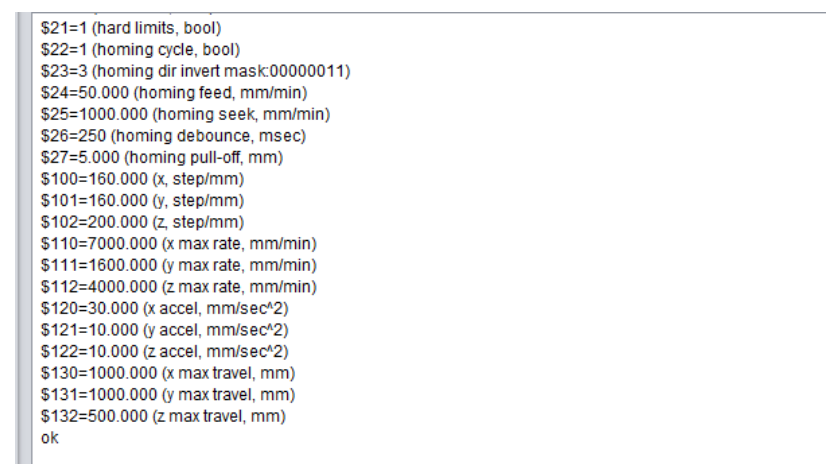 $21=1 (hard limits, bool)
$22=1 (homing cycle, bool)
$23=3 (homing dir invert mask:00000011)
$24=50.000 (homing feed, mm/min)
$25=1000.000 (homing seek, mm/min)
$26=250 (homing debounce, msec)
$27=5.000 (homing pull-off, mm)
$100=160.000 (x, step/mm)
$101=160.000 (y, step/mm)
$102=200.000 (z, step/mm)
$110=7000.000 (x max rate, mm/min)
$111=1600.000 (y max rate, mm/min)
$112=4000.000 (z max rate, mm/min)
$120=30.000 (x accel, mm/sec^2)
$121=10.000 (y accel, mm/sec^2)
$122=10.000 (z accel, mm/sec^2)
$130=1000.000 (x max travel, mm)
$131=1000.000 (y max travel, mm)
$132=500.000 (z max travel, mm)
ok